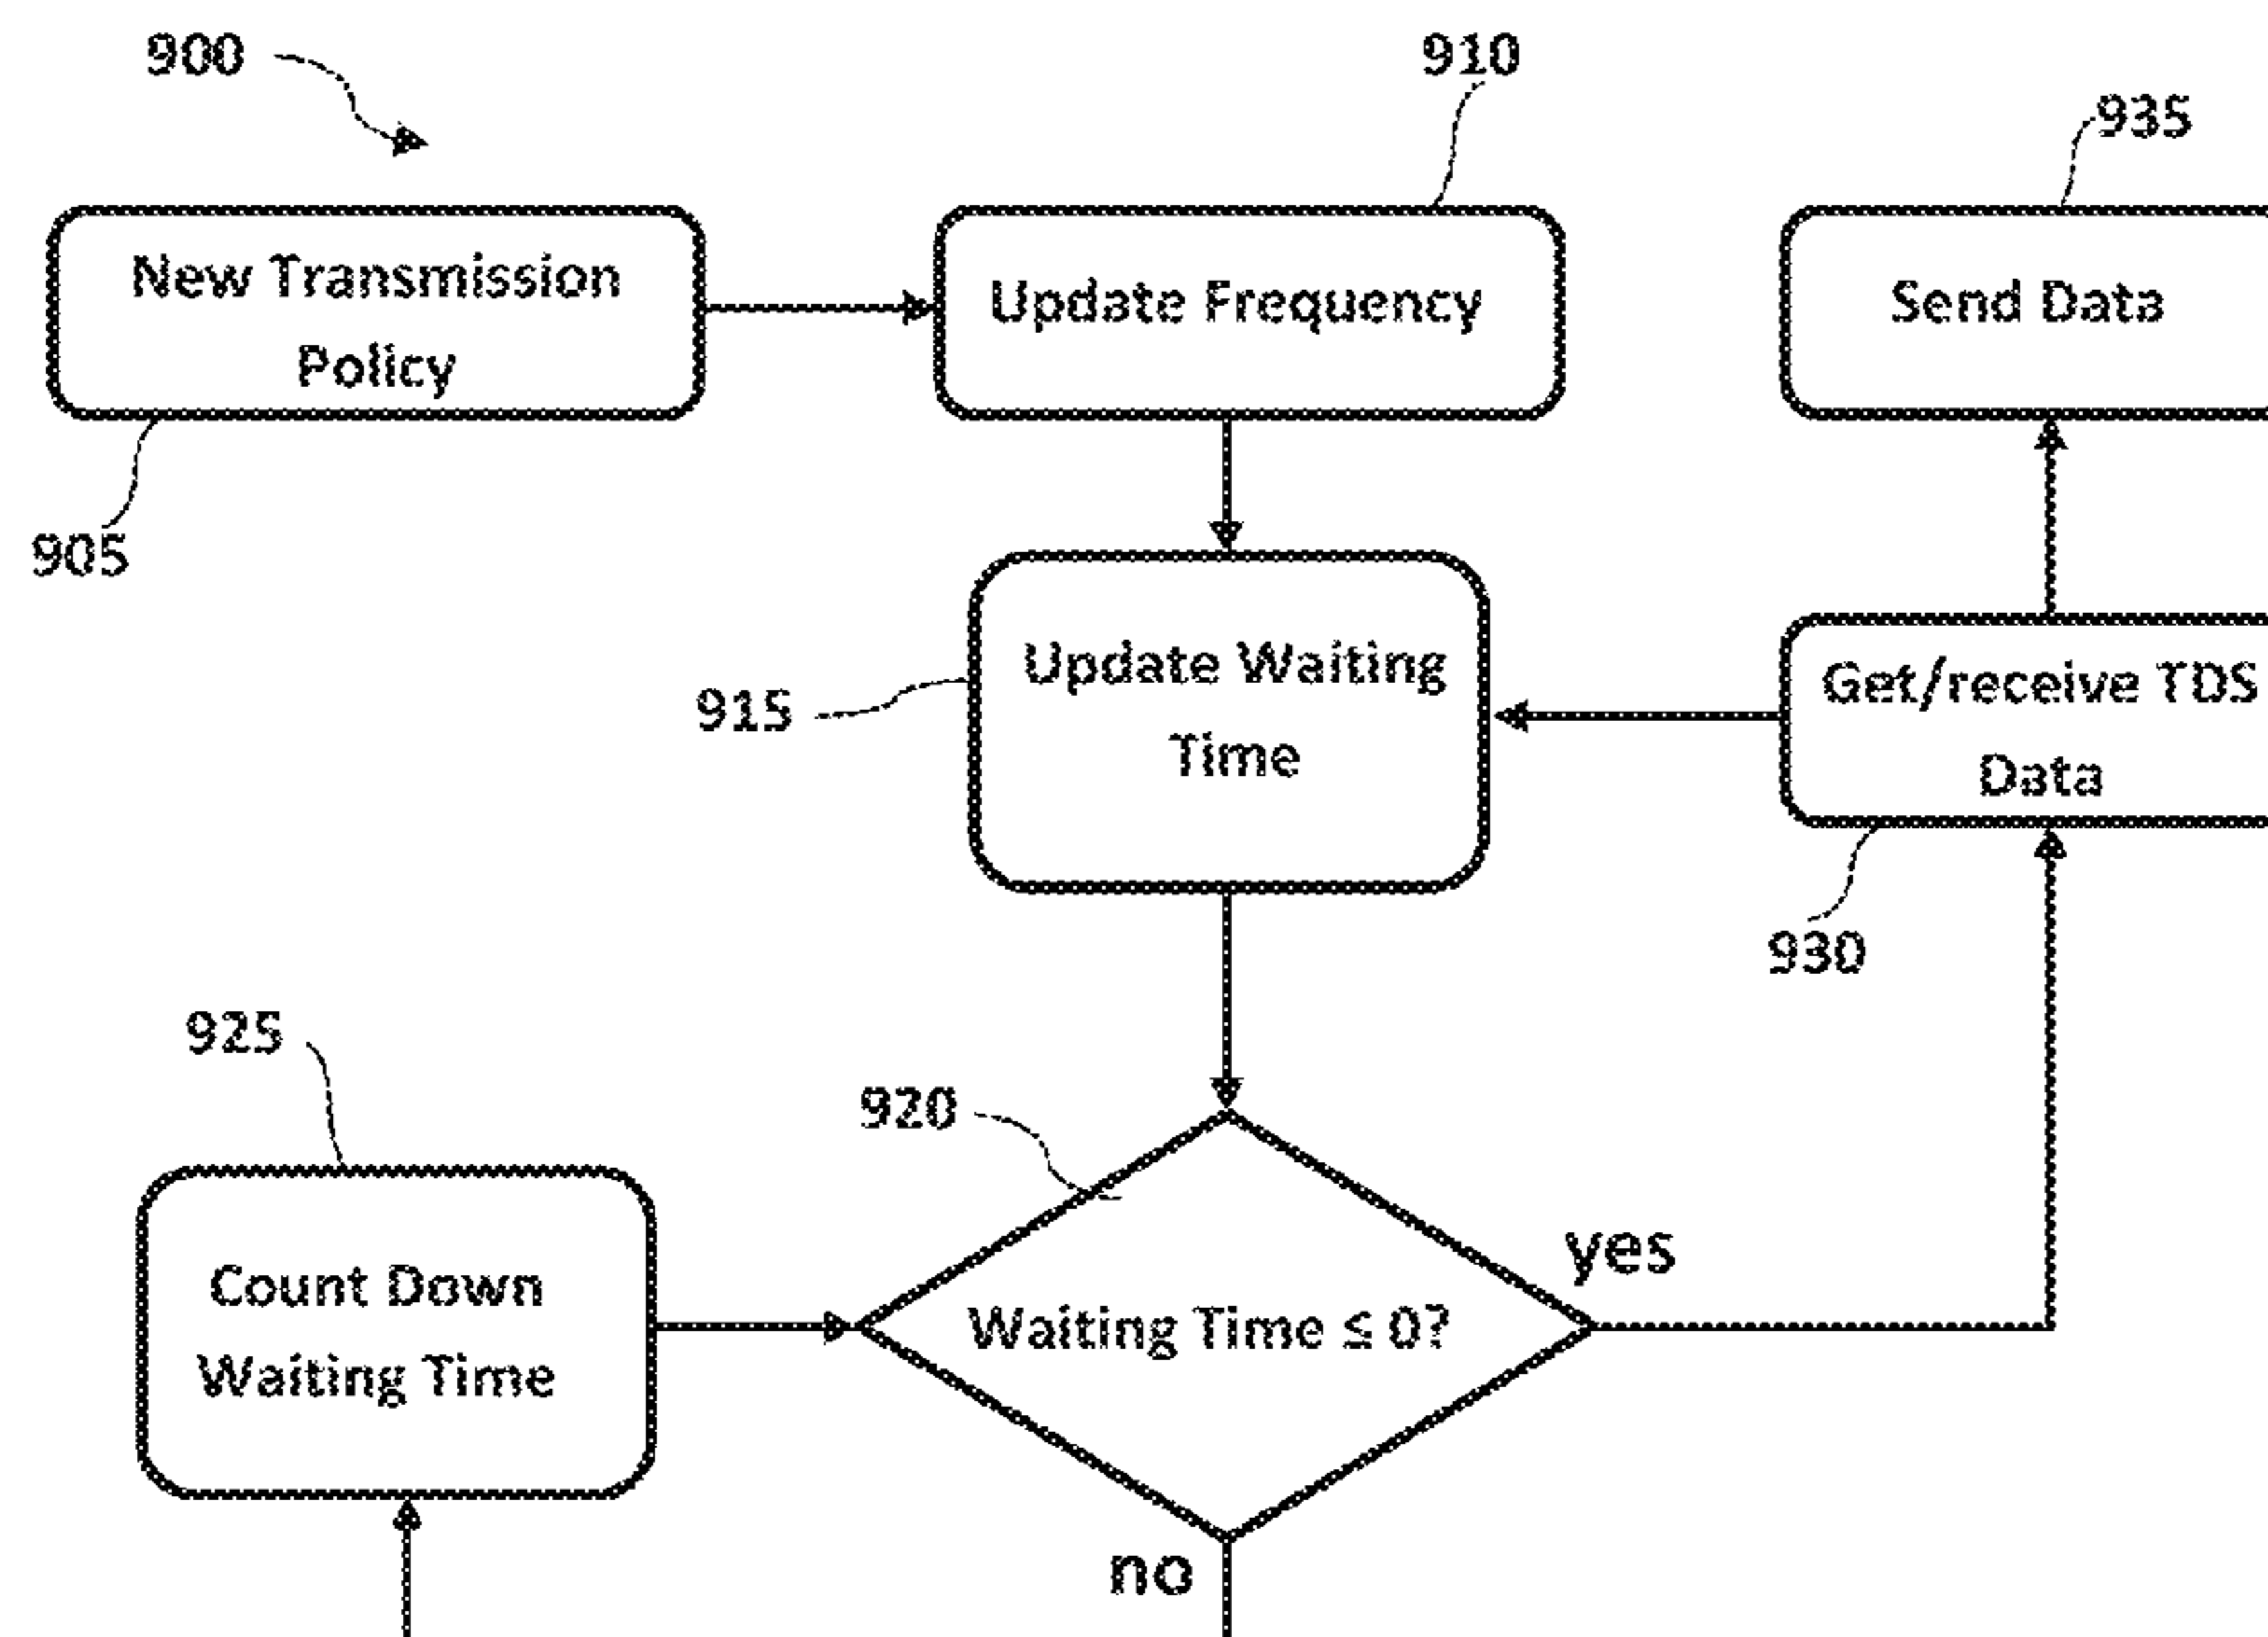 900
910
935
New Transmission
Policy
Update Frequency
Send Data
905
Update Waiting
Time
915
Get/receive TDS
Data
930
925
920
Count Down
Waiting Time
Waiting Time ≤ 0?
yes
no